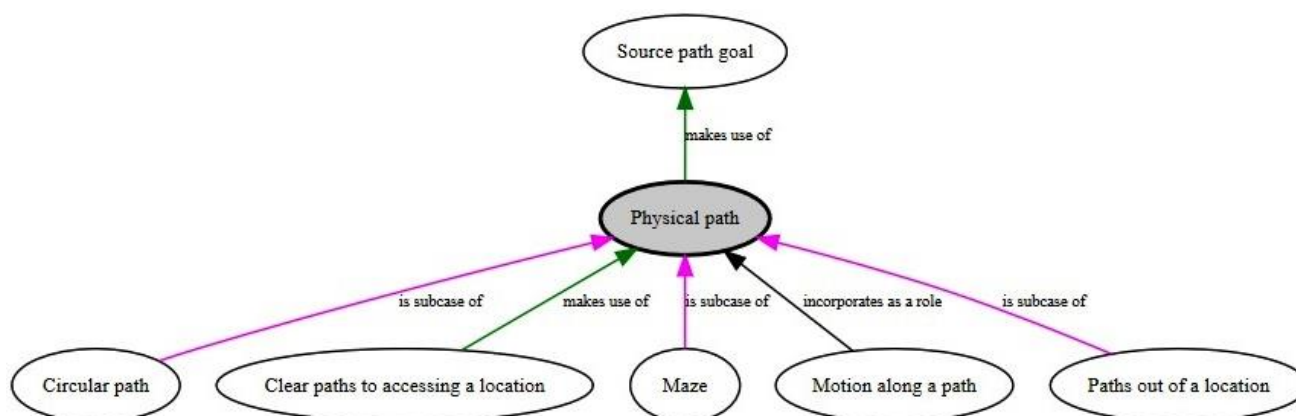 Source path goal
makes use of
Physical path
is subcase of
makes use of
is subcase of
incorporates as a role
is subcase of
Circular path
Clear paths to accessing a location
Maze
Motion along a path
Paths out of a location